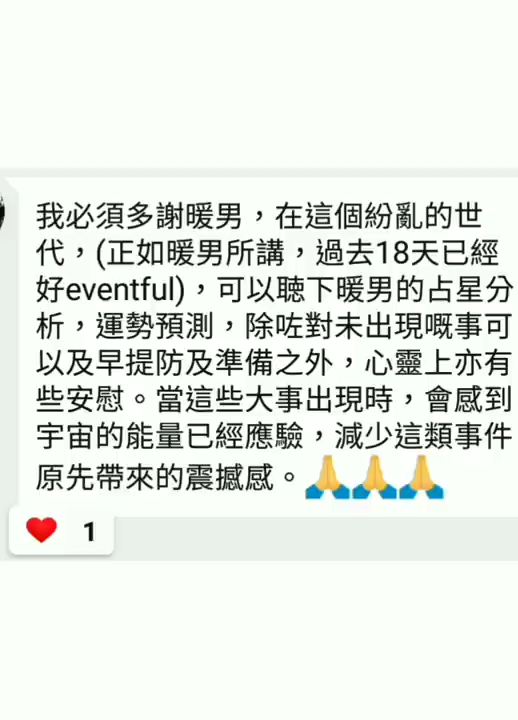 我必須多謝暖男，在這個紛亂的世
代，(正如暖男所講，過去18天已經
好eventful)，可以聴下暖男的占星分
析，運勢預測，除咗對未出現嘅事可
以及早提防及準備之外，心靈上亦有
些安慰。當這些大事出現時，會感到
宇宙的能量已經應驗，減少這類事件
原先帶來的震撼感。🙏🙏🙏
❤️ 1